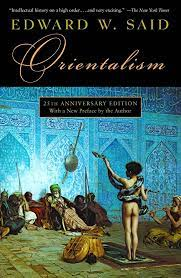 “Intellectual history on a high order . . . and very exciting.” —The New York Times
EDWARD W. SAID
Orientalism
25TH ANNIVERSARY EDITION
With a New Preface by the Author